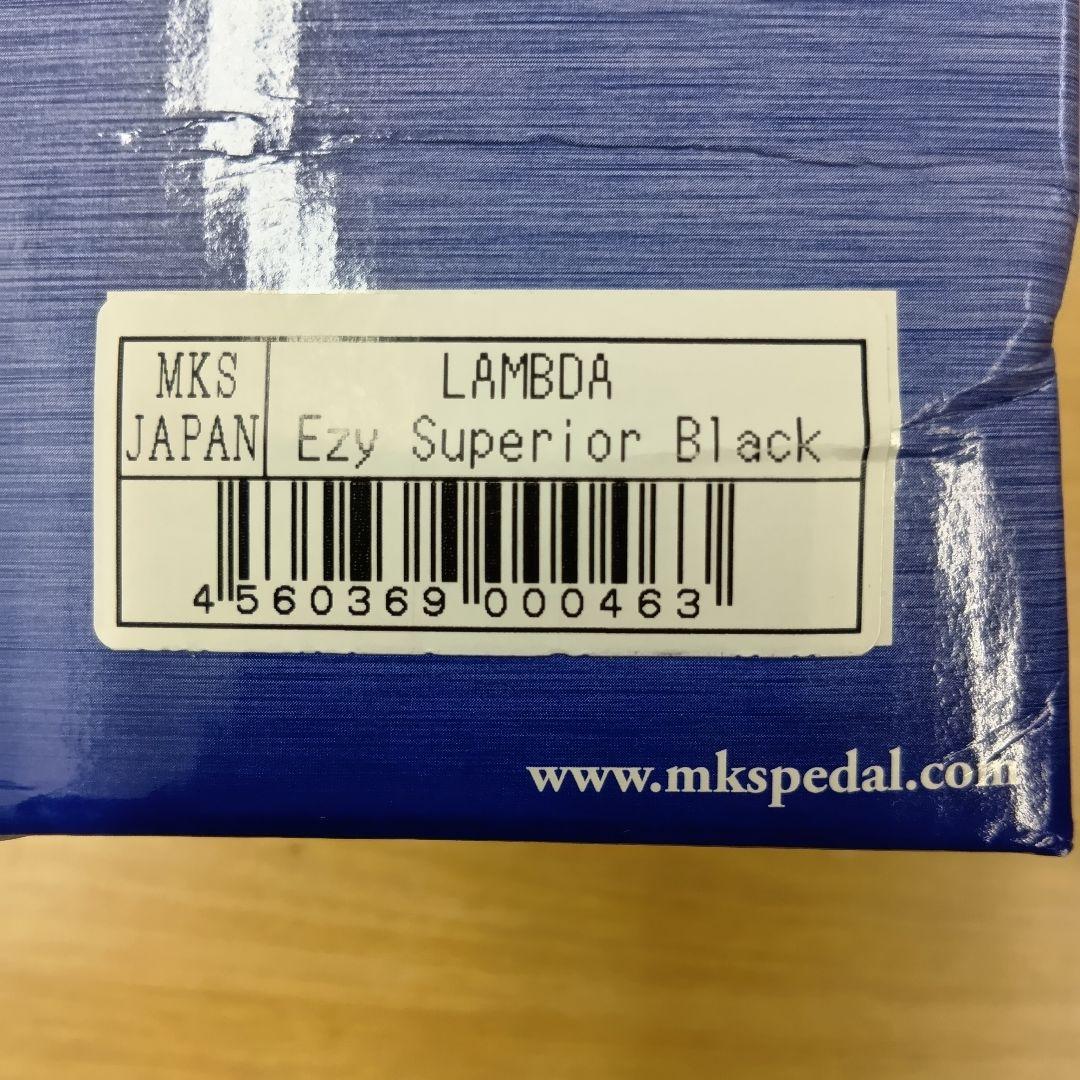 MKS
JAPAN
LAMBDA
Ezy Superior Black
4 560369 000463
www.mkspedal.com